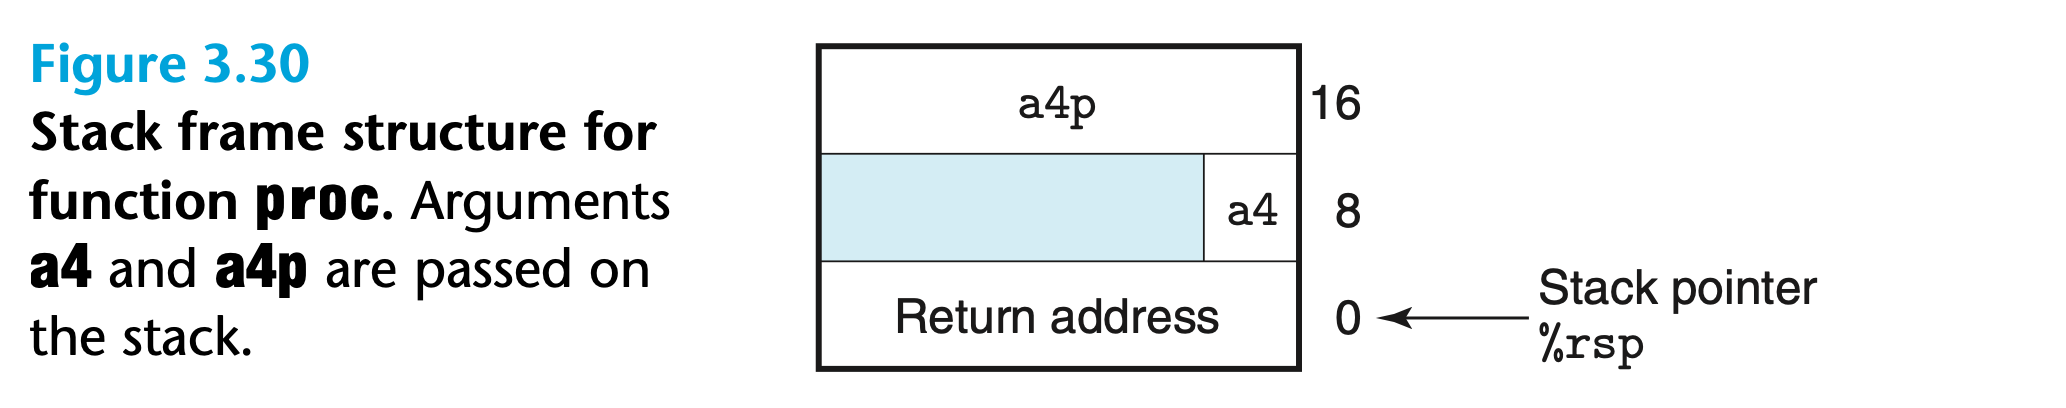 Figure 3.30
Stack frame structure for
function proc. Arguments
a4 and a4p are passed on
the stack.
a4p 16
a4 8
Return address 0
Stack pointer
%rsp